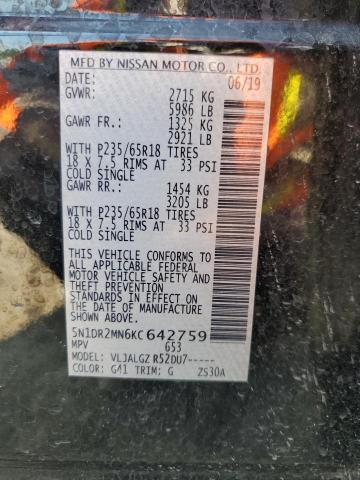 MFD BY NISSAN MOTOR CO., LTD.
DATE: 06/19
GVWR: 2715 KG
5986 LB
GAWR FR.: 1325 KG
2921 LB
WITH P235/65R18 TIRES
18 X 7.5 RIMS AT 33 PSI
COLD SINGLE
GAWR RR.: 1454 KG
3205 LB
WITH P235/65R18 TIRES
18 X 7.5 RIMS AT 33 PSI
COLD SINGLE
THIS VEHICLE CONFORMS TO
ALL APPLICABLE FEDERAL
MOTOR VEHICLE SAFETY AND
THEFT PREVENTION
STANDARDS IN EFFECT ON
THE DATE OF MANUFACTURE
SHOWN ABOVE.
5N1DR2MN6KC642759
MPV 653
MODEL: VLJALGZ R52DU7-----
COLOR: G41 TRIM: G ZS30A